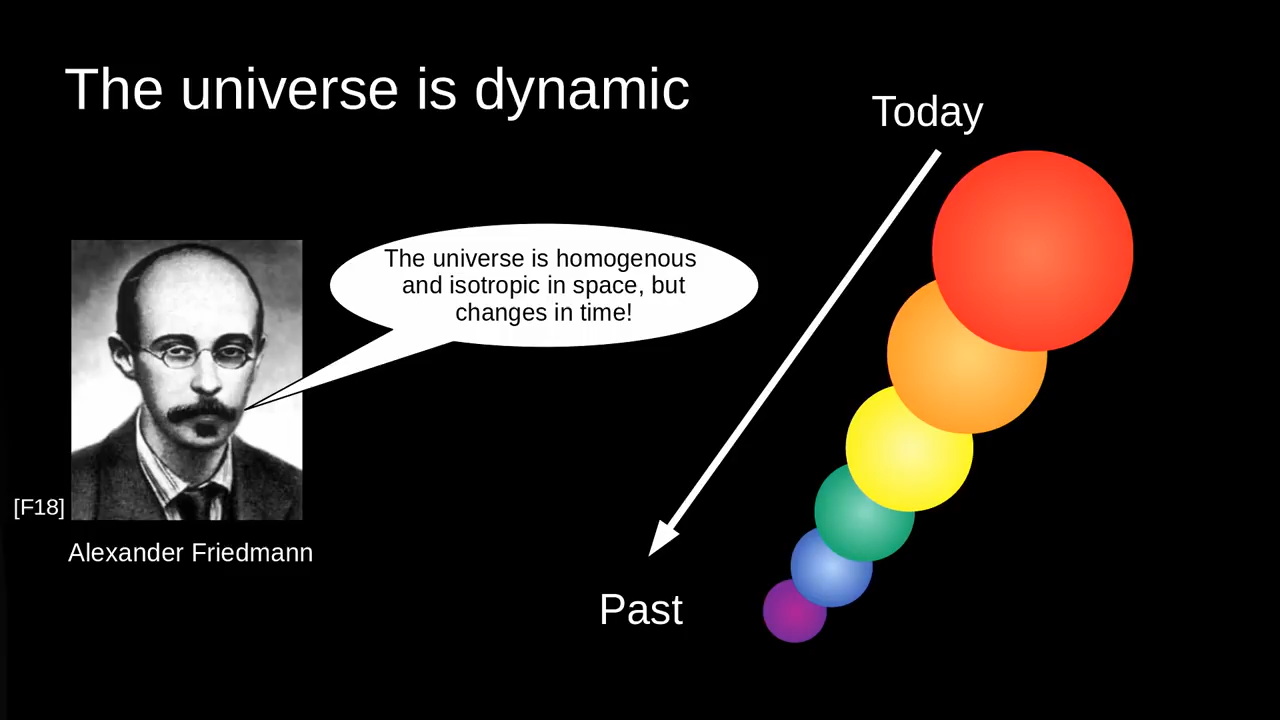 The universe is dynamic
Today
The universe is homogenous
and isotropic in space, but
changes in time!
[F18]
Alexander Friedmann
Past